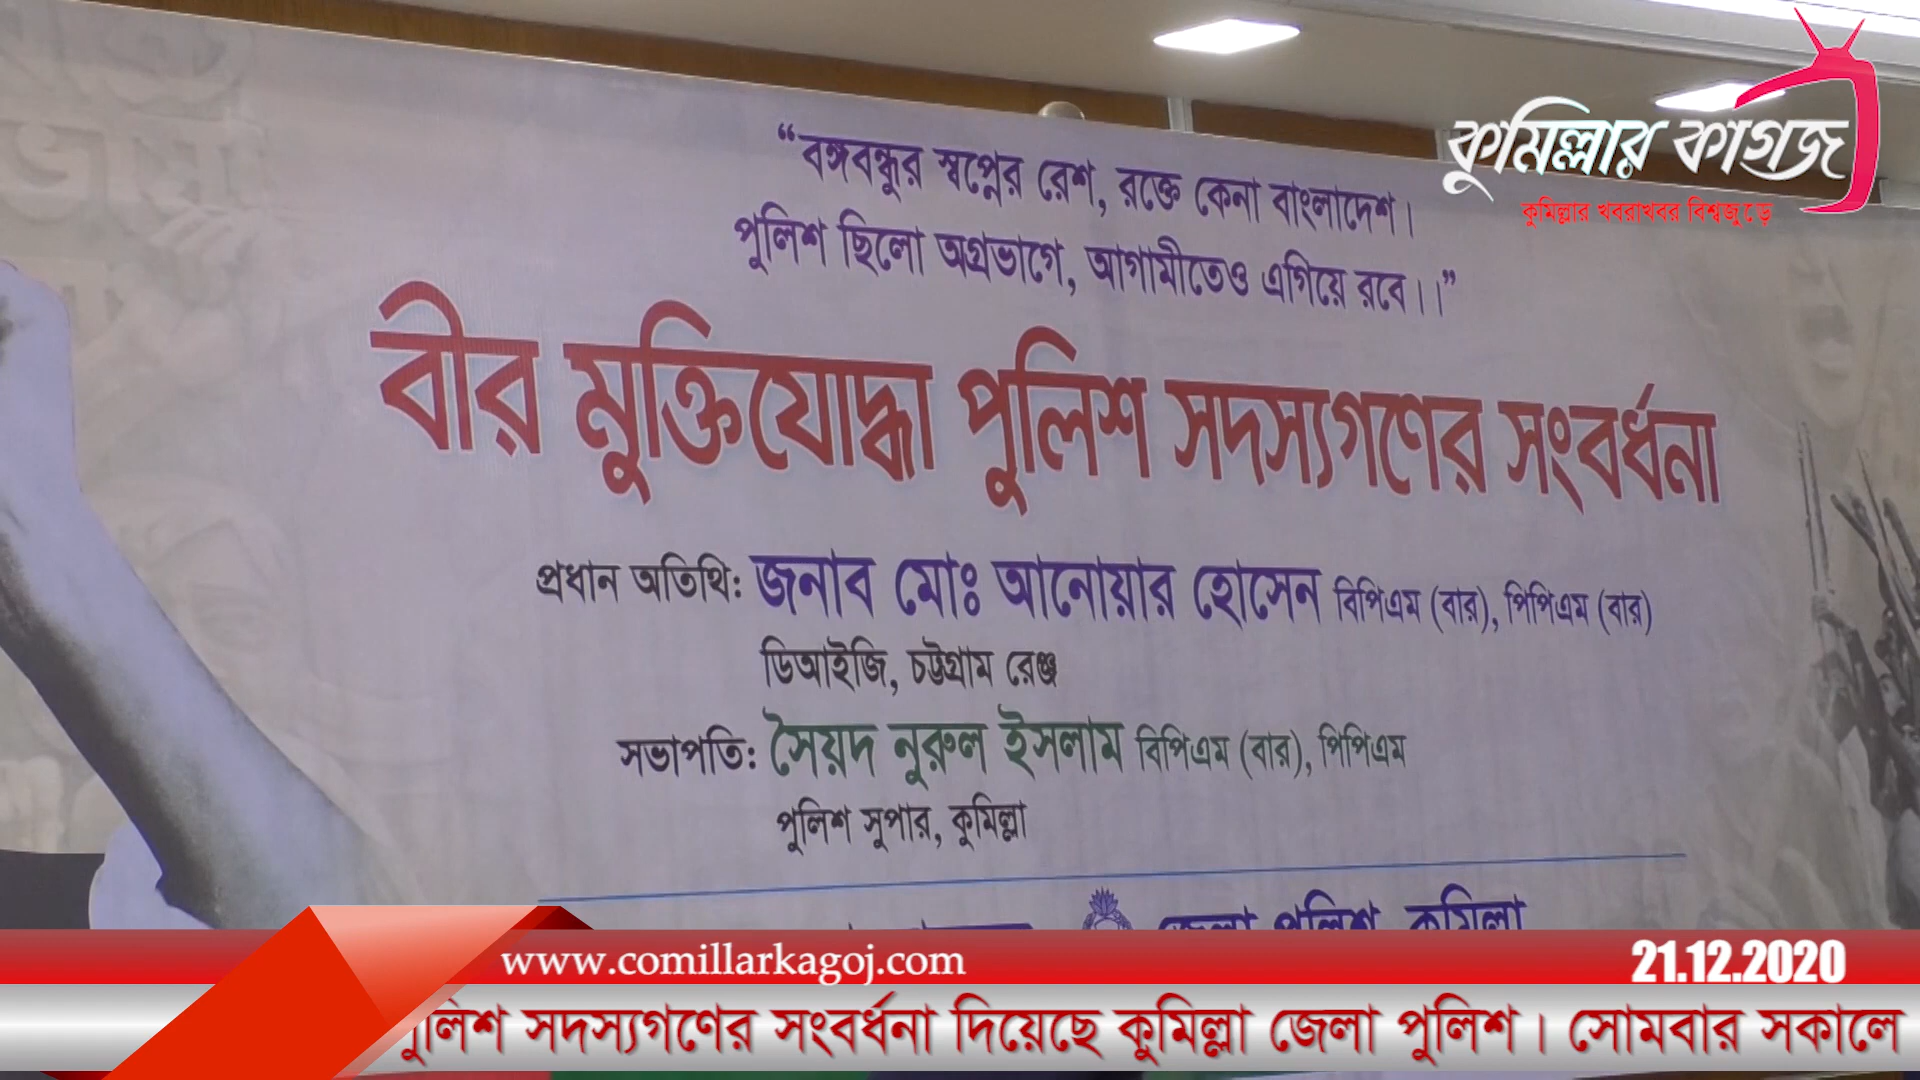 “বঙ্গবন্ধুর স্বপ্নের রেশ, রক্তে কেনা বাংলাদেশ।
পুলিশ ছিলো অগ্রভাগে, আগামীতেও এগিয়ে রবে।।”
কুমিল্লার কাগজ
কুমিল্লার খবরাখবর বিশ্বজুড়ে
বীর মুক্তিযোদ্ধা পুলিশ সদস্যগণের সংবর্ধনা
প্রধান অতিথি: জনাব মোঃ আনোয়ার হোসেন বিপিএম (বার), পিপিএম (বার)
ডিআইজি, চট্টগ্রাম রেঞ্জ
সভাপতি: সৈয়দ নুরুল ইসলাম বিপিএম (বার), পিপিএম
পুলিশ সুপার, কুমিল্লা
জেলা পুলিশ, কুমিল্লা
www.comillarkagoj.com
21.12.2020
পুলিশ সদস্যগণের সংবর্ধনা দিয়েছে কুমিল্লা জেলা পুলিশ। সোমবার সকালে